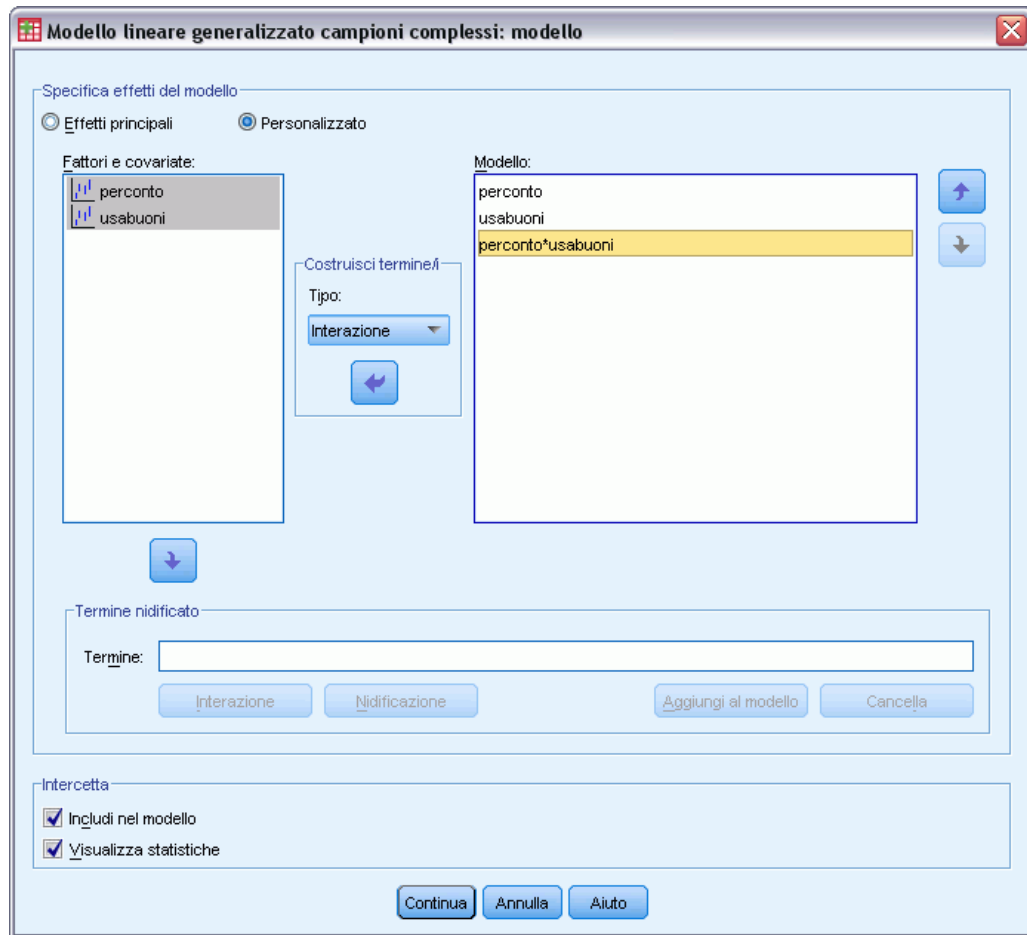 Modello lineare generalizzato campioni complessi: modello
Specifica effetti del modello
Effetti principali
Personalizzato
Fattori e covariate:
perconto
usabuoni
Costruisci termine/i
Tipo:
Interazione
Modello:
perconto
usabuoni
perconto*usabuoni
Termine nidificato
Termine:
Interazione
Nidificazione
Aggiungi al modello
Cancella
Intercetta
Includi nel modello
Visualizza statistiche
Continua
Annulla
Aiuto